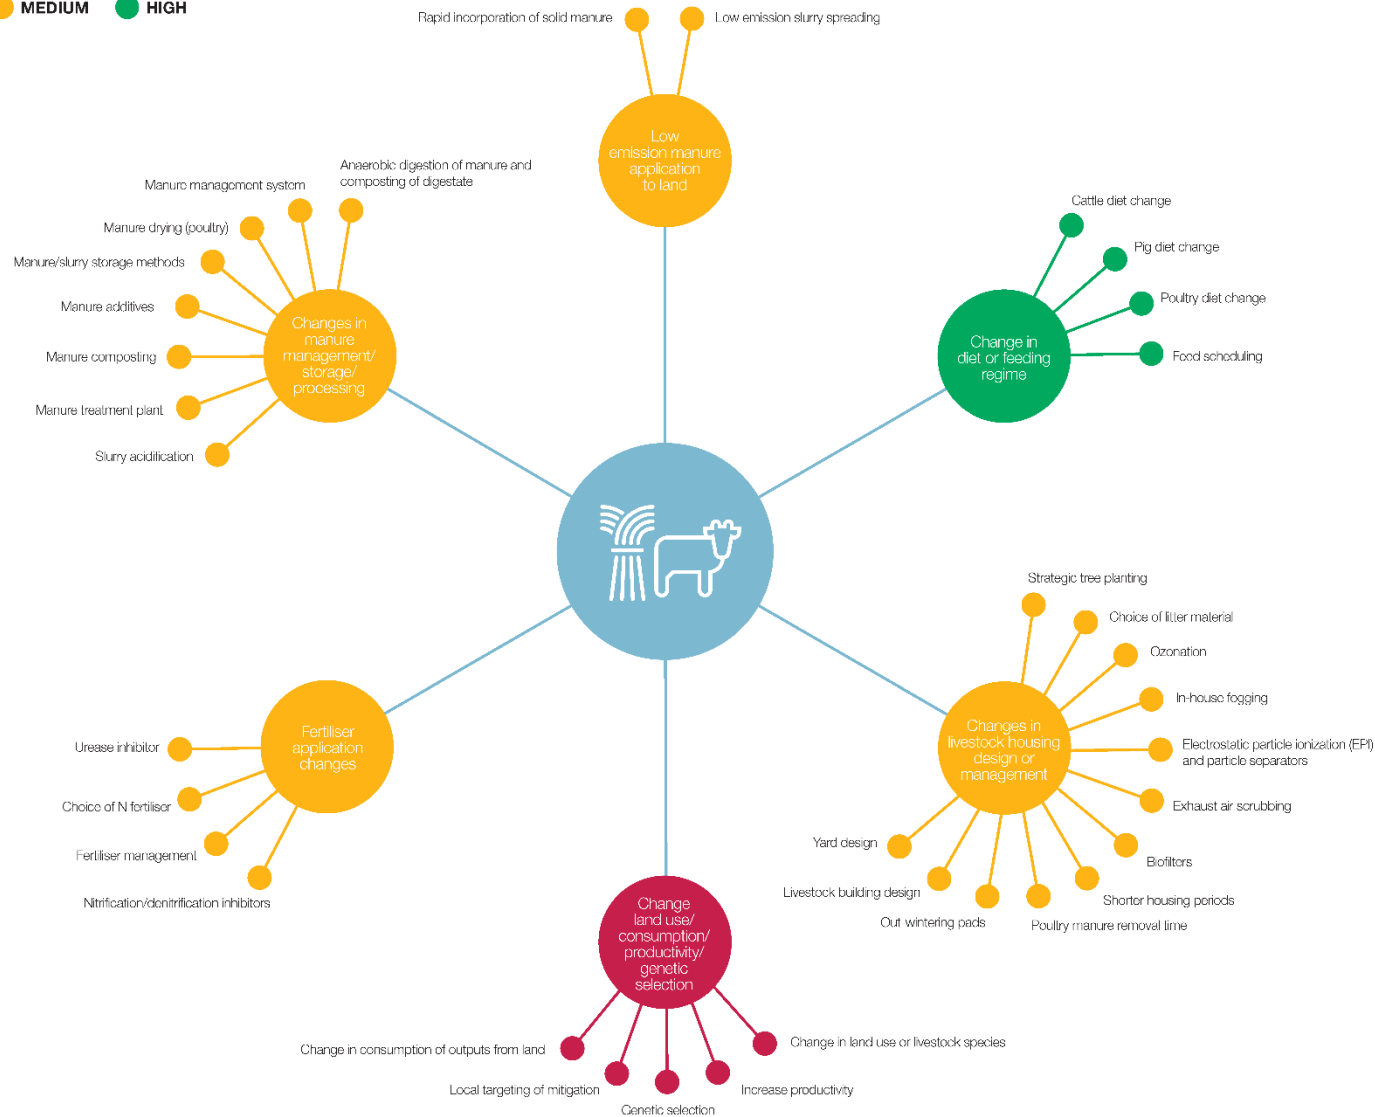 MEDIUM
HIGH
Rapid incorporation of solid manure
Low emission slurry spreading
Low
emission manure
application
to land
Anaerobic digestion of manure and
composting of digestate
Manure management system
Manure drying (poultry)
Manure/slurry storage methods
Manure additives
Manure composting
Manure treatment plant
Slurry acidification
Changes in
manure
management/
storage/
processing
Cattle diet change
Pig diet change
Poultry diet change
Feed scheduling
Change in
diet or feeding
regime
Strategic tree planting
Choice of litter material
Ozonation
In-house fogging
Electrostatic particle ionization (EPI)
and particle separators
Exhaust air scrubbing
Biofilters
Shorter housing periods
Poultry manure removal time
Out wintering pads
Livestock building design
Yard design
Changes in
livestock housing
design or
management
Fertiliser
application
changes
Urease inhibitor
Choice of N fertiliser
Fertiliser management
Nitrification/denitrification inhibitors
Change
land use/
consumption/
productivity/
genetic
selection
Change in consumption of outputs from land
Local targeting of mitigation
Genetic selection
Increase productivity
Change in land use or livestock species